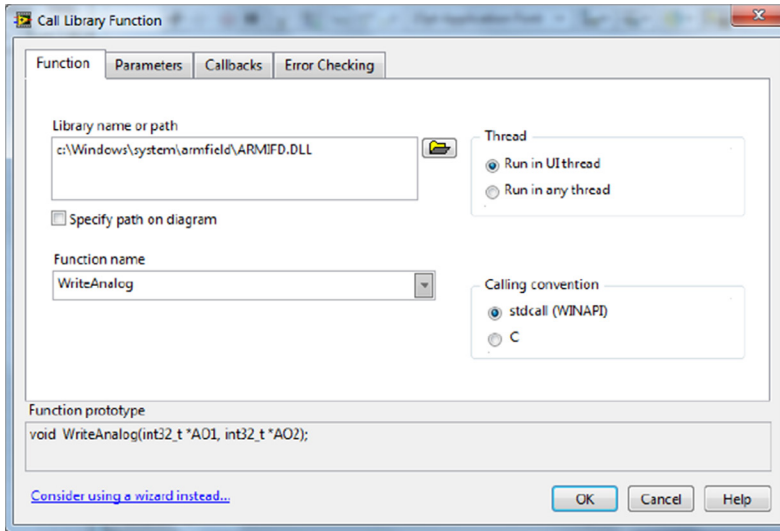 Call Library Function
Function Parameters Callbacks Error Checking
Library name or path
c:\Windows\system\armfield\ARMIFD.DLL
Specify path on diagram
Function name
WriteAnalog
Thread
Run in UI thread
Run in any thread
Calling convention
stdcall (WINAPI)
C
Function prototype
void WriteAnalog(int32_t *AO1, int32_t *AO2);
Consider using a wizard instead...
OK Cancel Help